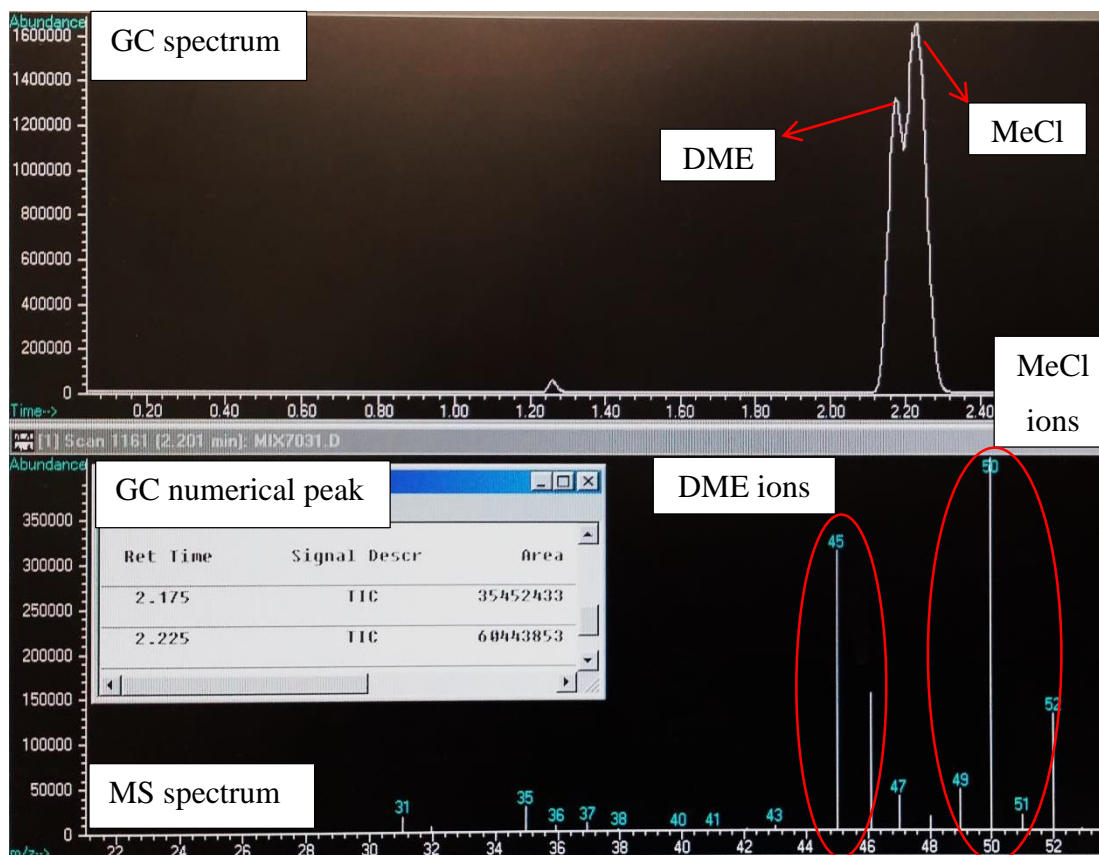 Abundance
GC spectrum
1600000
1400000
1200000
1000000
800000
600000
400000
200000
0
DME
MeCl
Time-->
0.20 0.40 0.60 0.80 1.00 1.20 1.40 1.60 1.80 2.00 2.20 2.40
MeCl
ions
[1] Scan 1161 (2.201 min): MIX7031.D
Abundance
GC numerical peak
DME ions
350000
300000
250000
200000
150000
100000
50000
0
Ret Time Signal Descr Area
2.175 TIC 35452433
2.225 TIC 60443853
MS spectrum
31 35 36 37 38 40 41 43 45 47 49 50 51 52
m/z-->
22 24 26 28 30 32 34 36 38 40 42 44 46 48 50 52